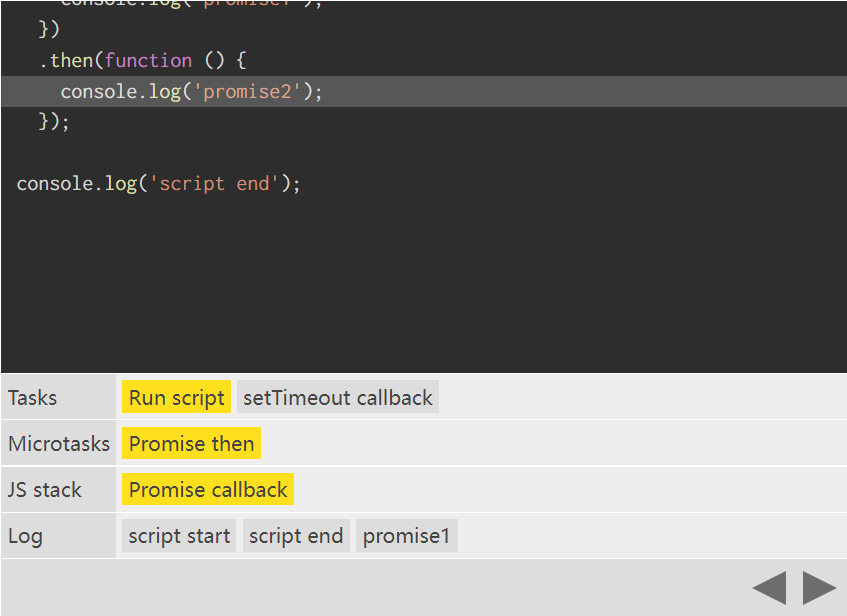 console.log('promise1');
})
.then(function () {
console.log('promise2');
});
console.log('script end');
Tasks Run script setTimeout callback
Microtasks Promise then
JS stack Promise callback
Log script start script end promise1